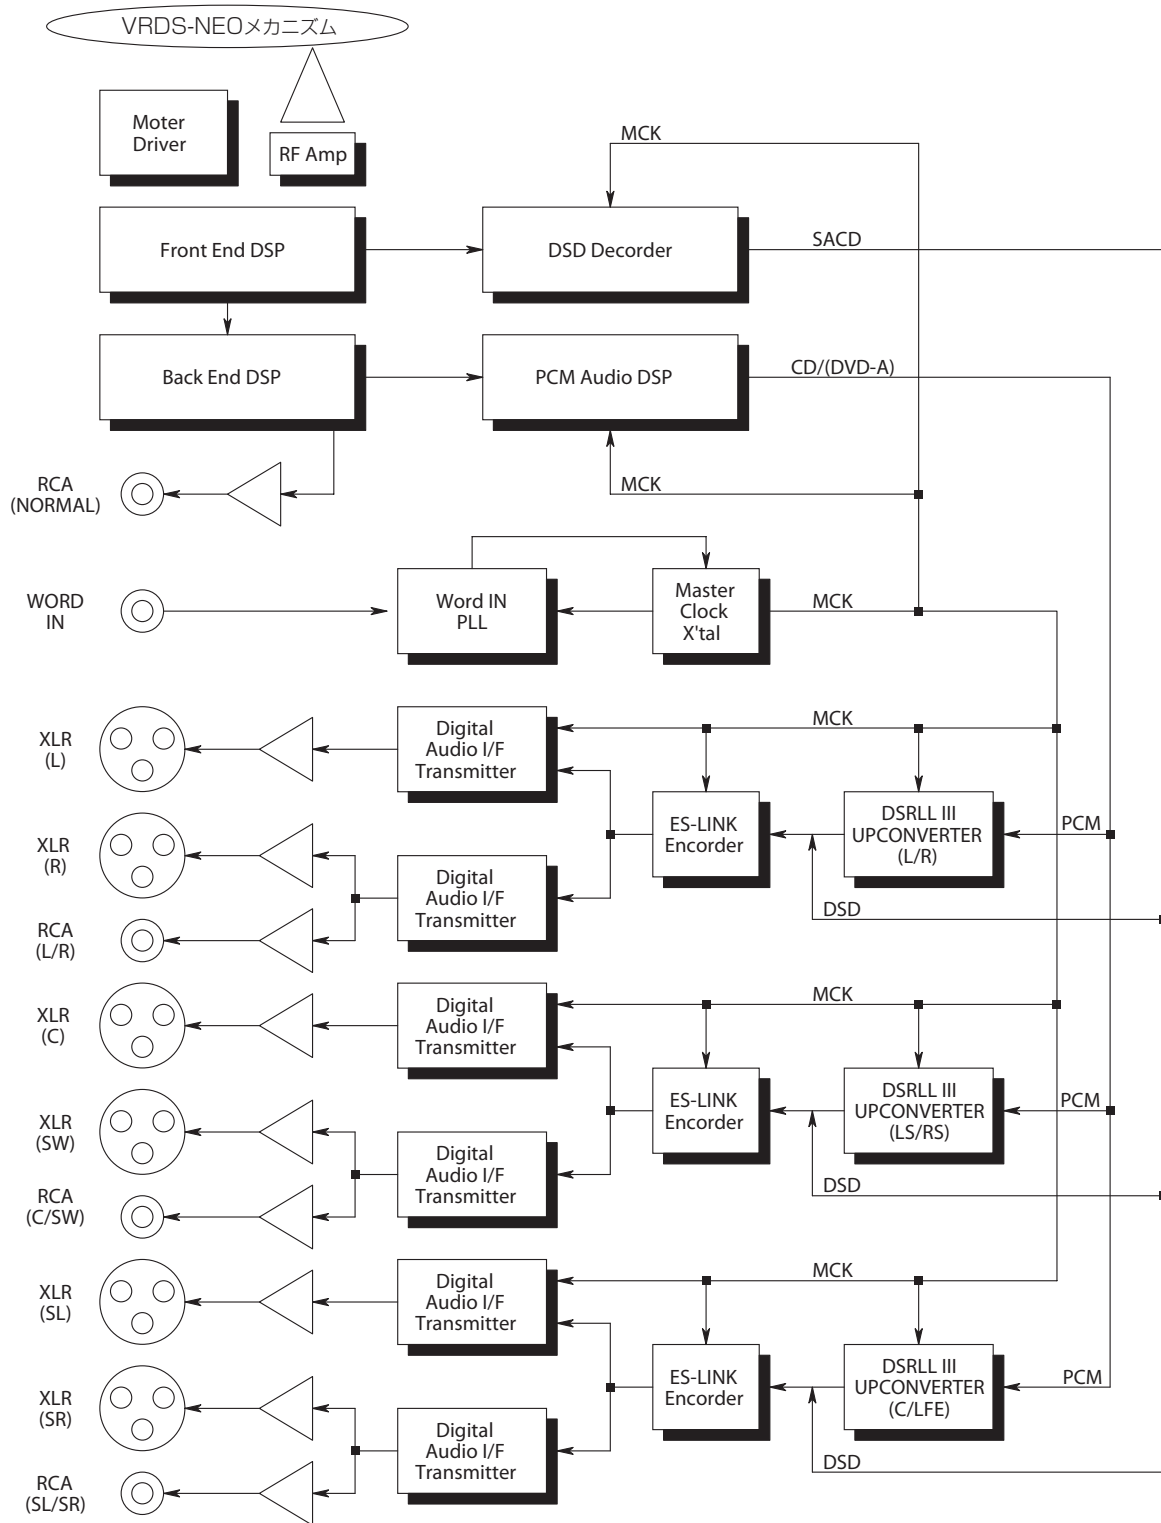 VRDS-NEOメカニズム
Moter
Driver
RF Amp
MCK
Front End DSP
DSD Decorder
SACD
Back End DSP
PCM Audio DSP
CD/(DVD-A)
RCA
(NORMAL)
MCK
WORD
IN
Word IN
PLL
Master
Clock
X'tal
MCK
XLR
(L)
Digital
Audio I/F
Transmitter
MCK
ES-LINK
Encorder
DSRLL III
UPCONVERTER
(L/R)
PCM
XLR
(R)
Digital
Audio I/F
Transmitter
DSD
RCA
(L/R)
XLR
(C)
Digital
Audio I/F
Transmitter
MCK
ES-LINK
Encorder
DSRLL III
UPCONVERTER
(LS/RS)
PCM
XLR
(SW)
Digital
Audio I/F
Transmitter
DSD
RCA
(C/SW)
XLR
(SL)
Digital
Audio I/F
Transmitter
MCK
ES-LINK
Encorder
DSRLL III
UPCONVERTER
(C/LFE)
PCM
XLR
(SR)
Digital
Audio I/F
Transmitter
DSD
RCA
(SL/SR)